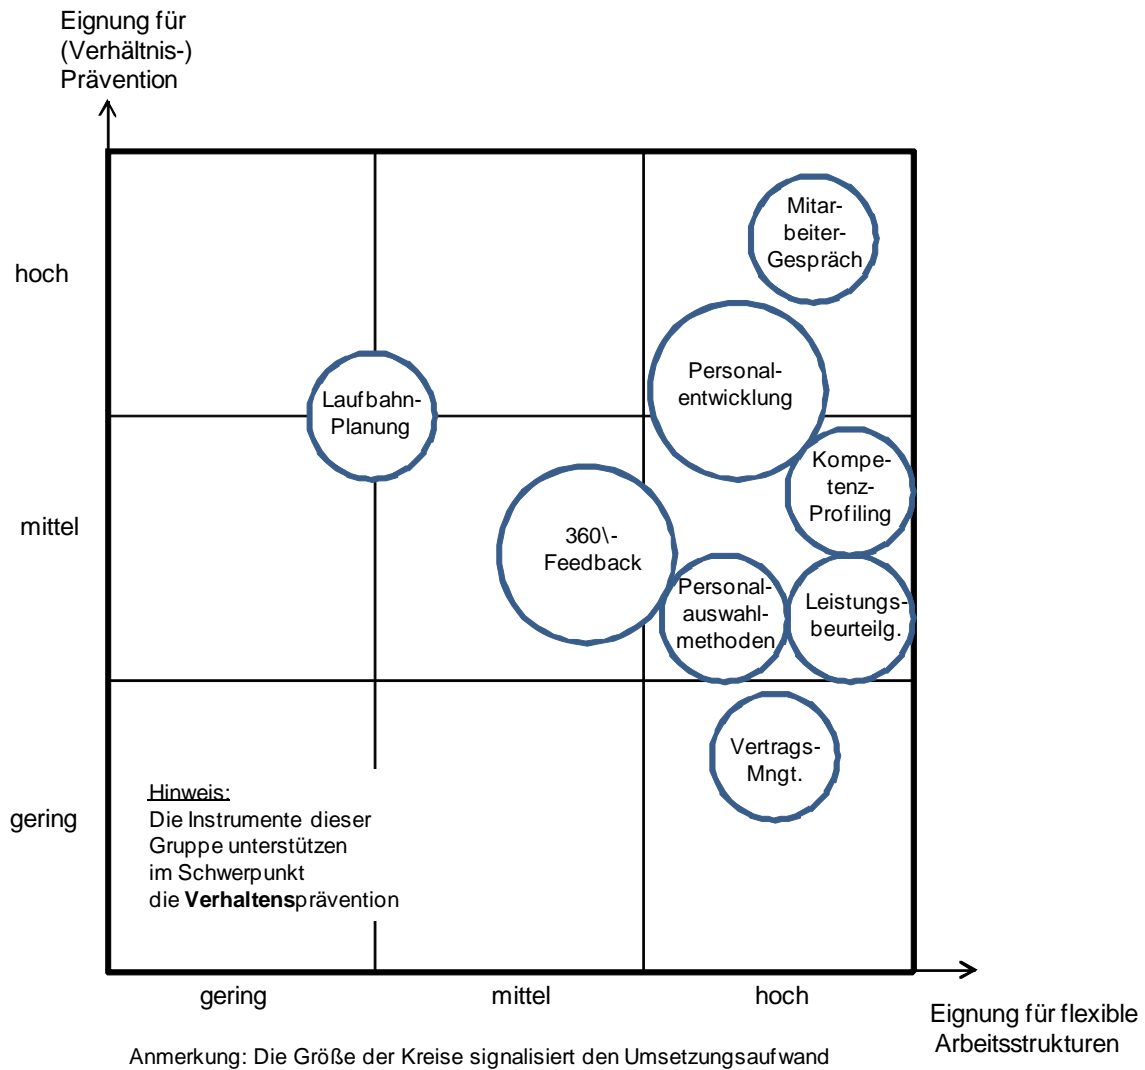 Eignung für
(Verhältnis-)
Prävention
hoch
mittel
gering
Mitar-
beiter-
Gespräch
Personal-
entwicklung
Laufbahn-
Planung
Kompe-
tenz-
Profiling
360\-
Feedback
Personal-
auswahl-
methoden
Leistungs-
beurteilg.
Vertrags-
Mngt.
Hinweis:
Die Instrumente dieser
Gruppe unterstützen
im Schwerpunkt
die Verhaltensprävention
gering
mittel
hoch
Eignung für flexible
Arbeitsstrukturen
Anmerkung: Die Größe der Kreise signalisiert den Umsetzungsaufwand